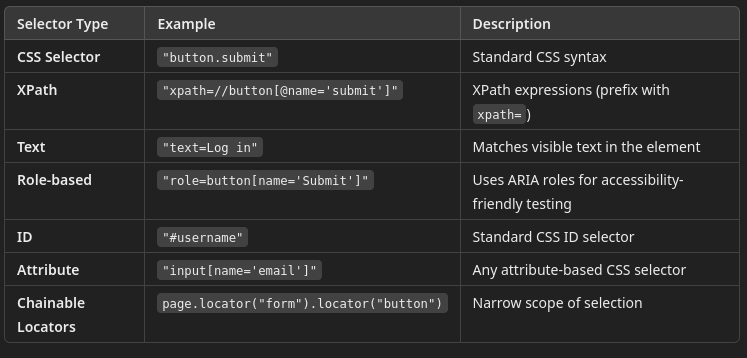 Selector Type Example Description
CSS Selector "button.submit" Standard CSS syntax
XPath "xpath=//button[@name='submit']" XPath expressions (prefix with
xpath= )
Text "text=Log in" Matches visible text in the element
Role-based "role=button[name='Submit']" Uses ARIA roles for accessibility-
friendly testing
ID "#username" Standard CSS ID selector
Attribute "input[name='email']" Any attribute-based CSS selector
Chainable page.locator("form").locator("button") Narrow scope of selection
Locators